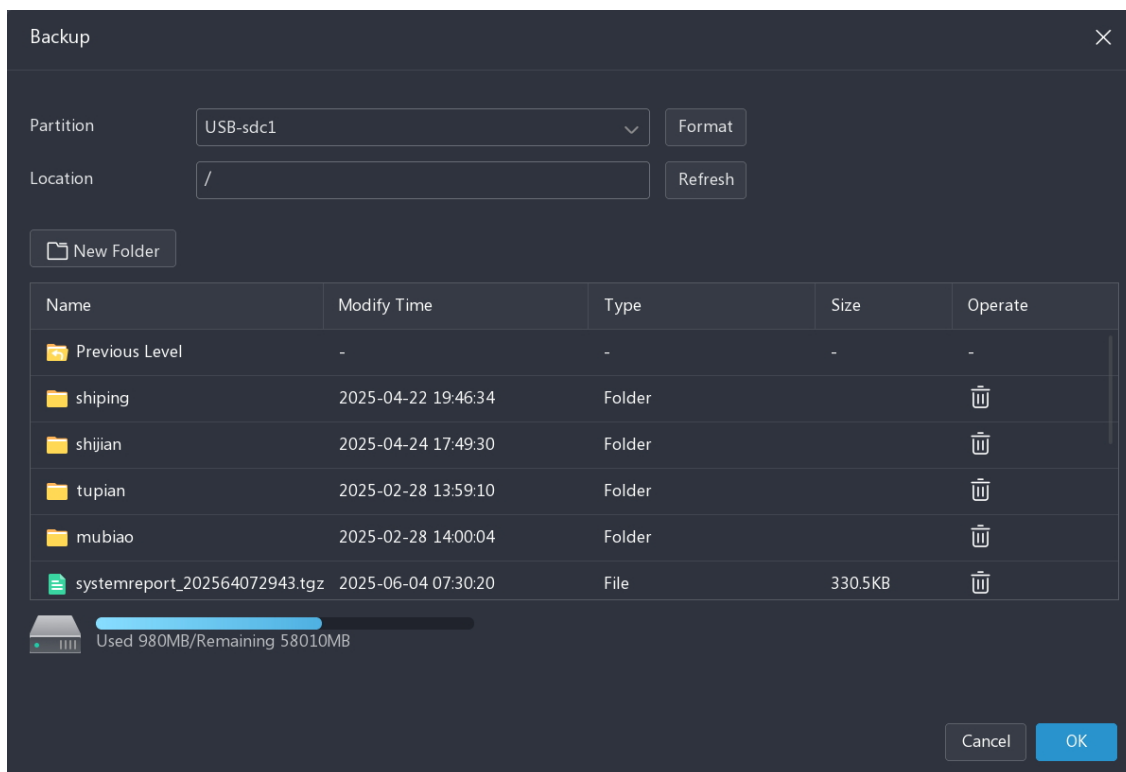 Backup
Partition USB-sdc1 Format
Location / Refresh
New Folder
Name Modify Time Type Size Operate
Previous Level - - - -
shiping 2025-04-22 19:46:34 Folder
shijian 2025-04-24 17:49:30 Folder
tupian 2025-02-28 13:59:10 Folder
mubiao 2025-02-28 14:00:04 Folder
systemreport_202564072943.tgz 2025-06-04 07:30:20 File 330.5KB
Used 980MB/Remaining 58010MB
Cancel OK